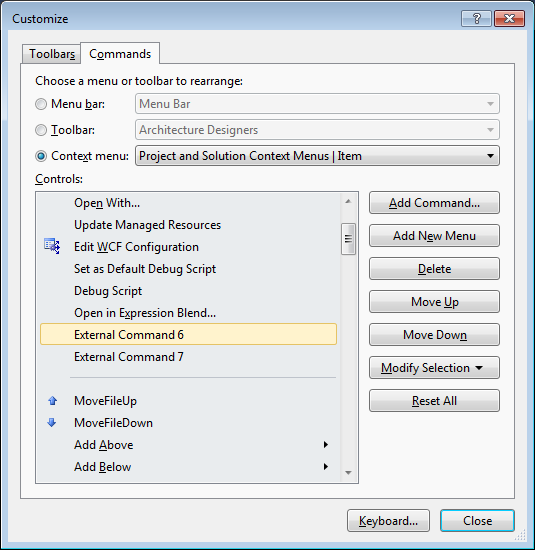 Customize
Toolbars Commands
Choose a menu or toolbar to rearrange:
Menu bar: Menu Bar
Toolbar: Architecture Designers
Context menu: Project and Solution Context Menus | Item
Controls:
Open With...
Update Managed Resources
Edit WCF Configuration
Set as Default Debug Script
Debug Script
Open in Expression Blend...
External Command 6
External Command 7
MoveFileUp
MoveFileDown
Add Above
Add Below
Add Command...
Add New Menu
Delete
Move Up
Move Down
Modify Selection
Reset All
Keyboard... Close